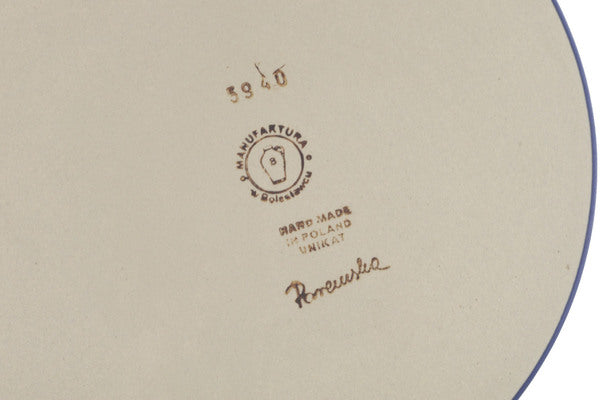 5940
MANUFAKTURA
B
w Bolesławcu
HAND MADE
IN POLAND
UNIKAT